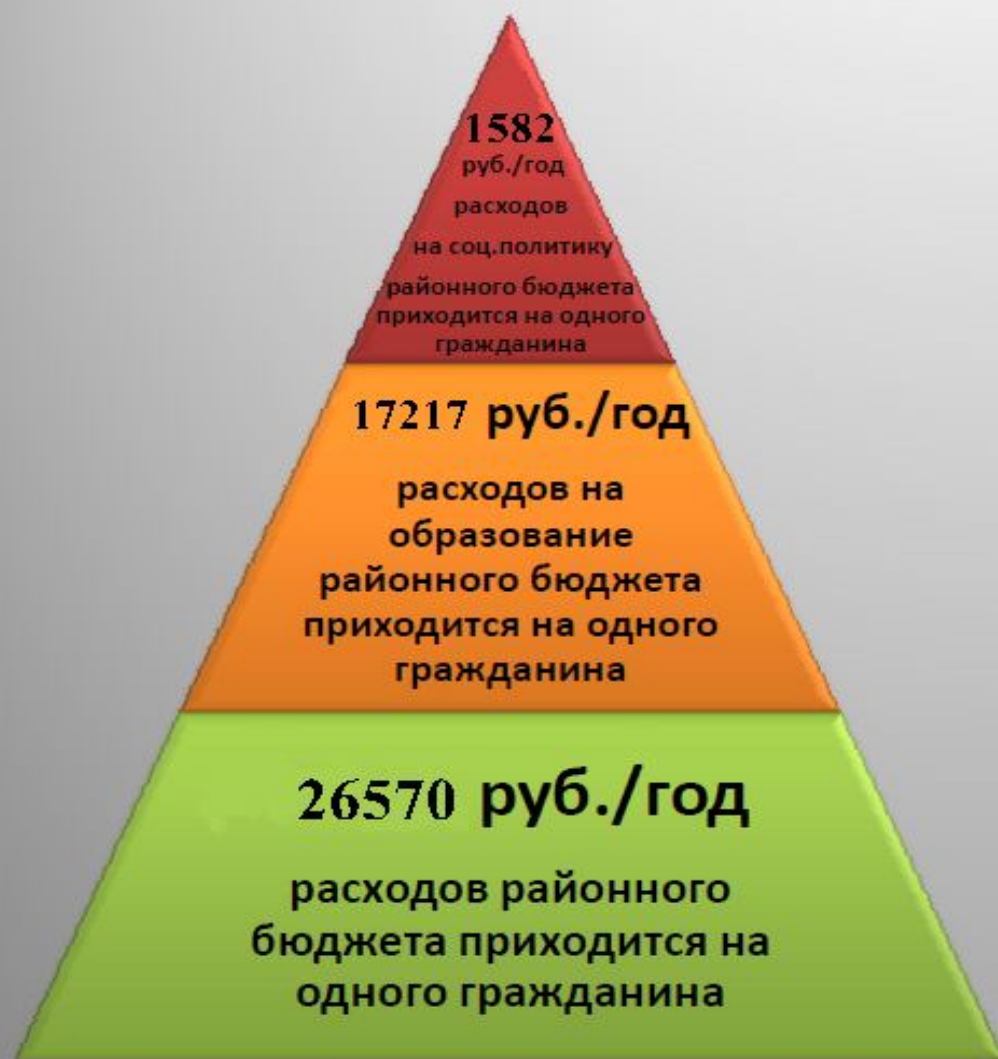 1582
руб./год
расходов
на соц.политику
районного бюджета
приходится на одного
гражданина
17217 руб./год
расходов на
образование
районного бюджета
приходится на одного
гражданина
26570 руб./год
расходов районного
бюджета приходится на
одного гражданина